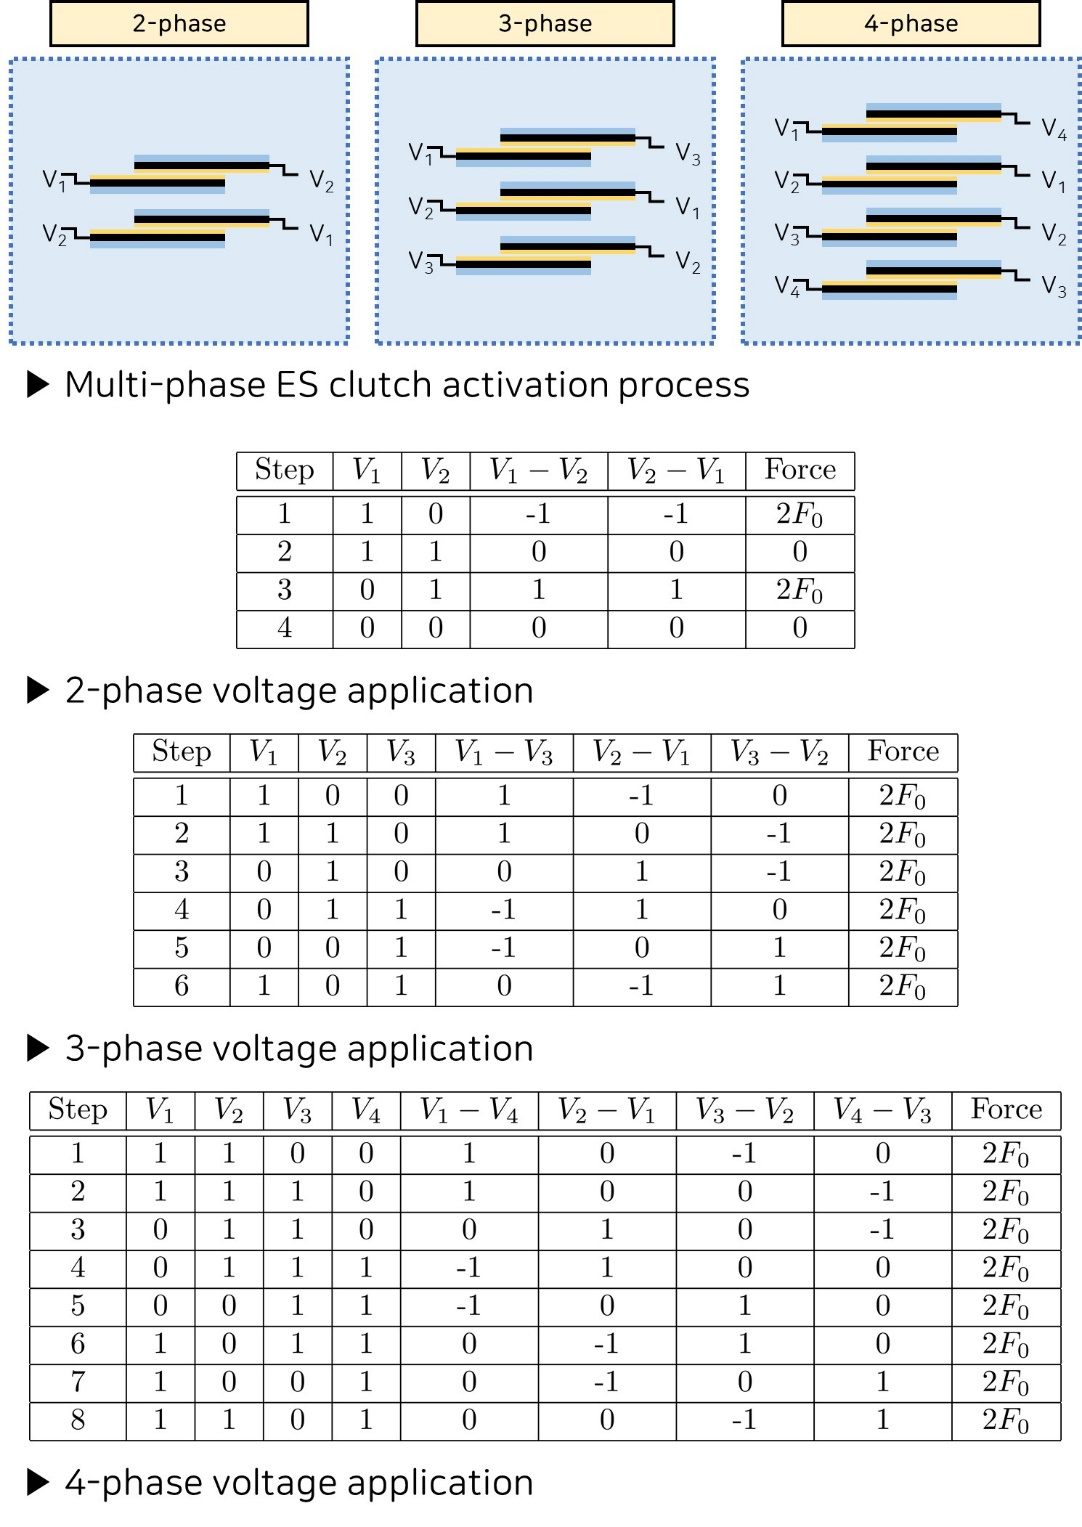 2-phase 3-phase 4-phase
V₁ V₂
V₂ V₁
V₁ V₃
V₂ V₁
V₃ V₂
V₁ V₄
V₂ V₁
V₃ V₂
V₄ V₃
▶ Multi-phase ES clutch activation process
Step V₁ V₂ V₁ − V₂ V₂ − V₁ Force
1 1 0 -1 -1 2F₀
2 1 1 0 0 0
3 0 1 1 1 2F₀
4 0 0 0 0 0
▶ 2-phase voltage application
Step V₁ V₂ V₃ V₁ − V₃ V₂ − V₁ V₃ − V₂ Force
1 1 0 0 1 -1 0 2F₀
2 1 1 0 1 0 -1 2F₀
3 0 1 0 0 1 -1 2F₀
4 0 1 1 -1 1 0 2F₀
5 0 0 1 -1 0 1 2F₀
6 1 0 1 0 -1 1 2F₀
▶ 3-phase voltage application
Step V₁ V₂ V₃ V₄ V₁ − V₄ V₂ − V₁ V₃ − V₂ V₄ − V₃ Force
1 1 1 0 0 1 0 -1 0 2F₀
2 1 1 1 0 1 0 0 -1 2F₀
3 0 1 1 0 0 1 0 -1 2F₀
4 0 1 1 1 -1 1 0 0 2F₀
5 0 0 1 1 -1 0 1 0 2F₀
6 1 0 1 1 0 -1 1 0 2F₀
7 1 0 0 1 0 -1 0 1 2F₀
8 1 1 0 1 0 0 -1 1 2F₀
▶ 4-phase voltage application